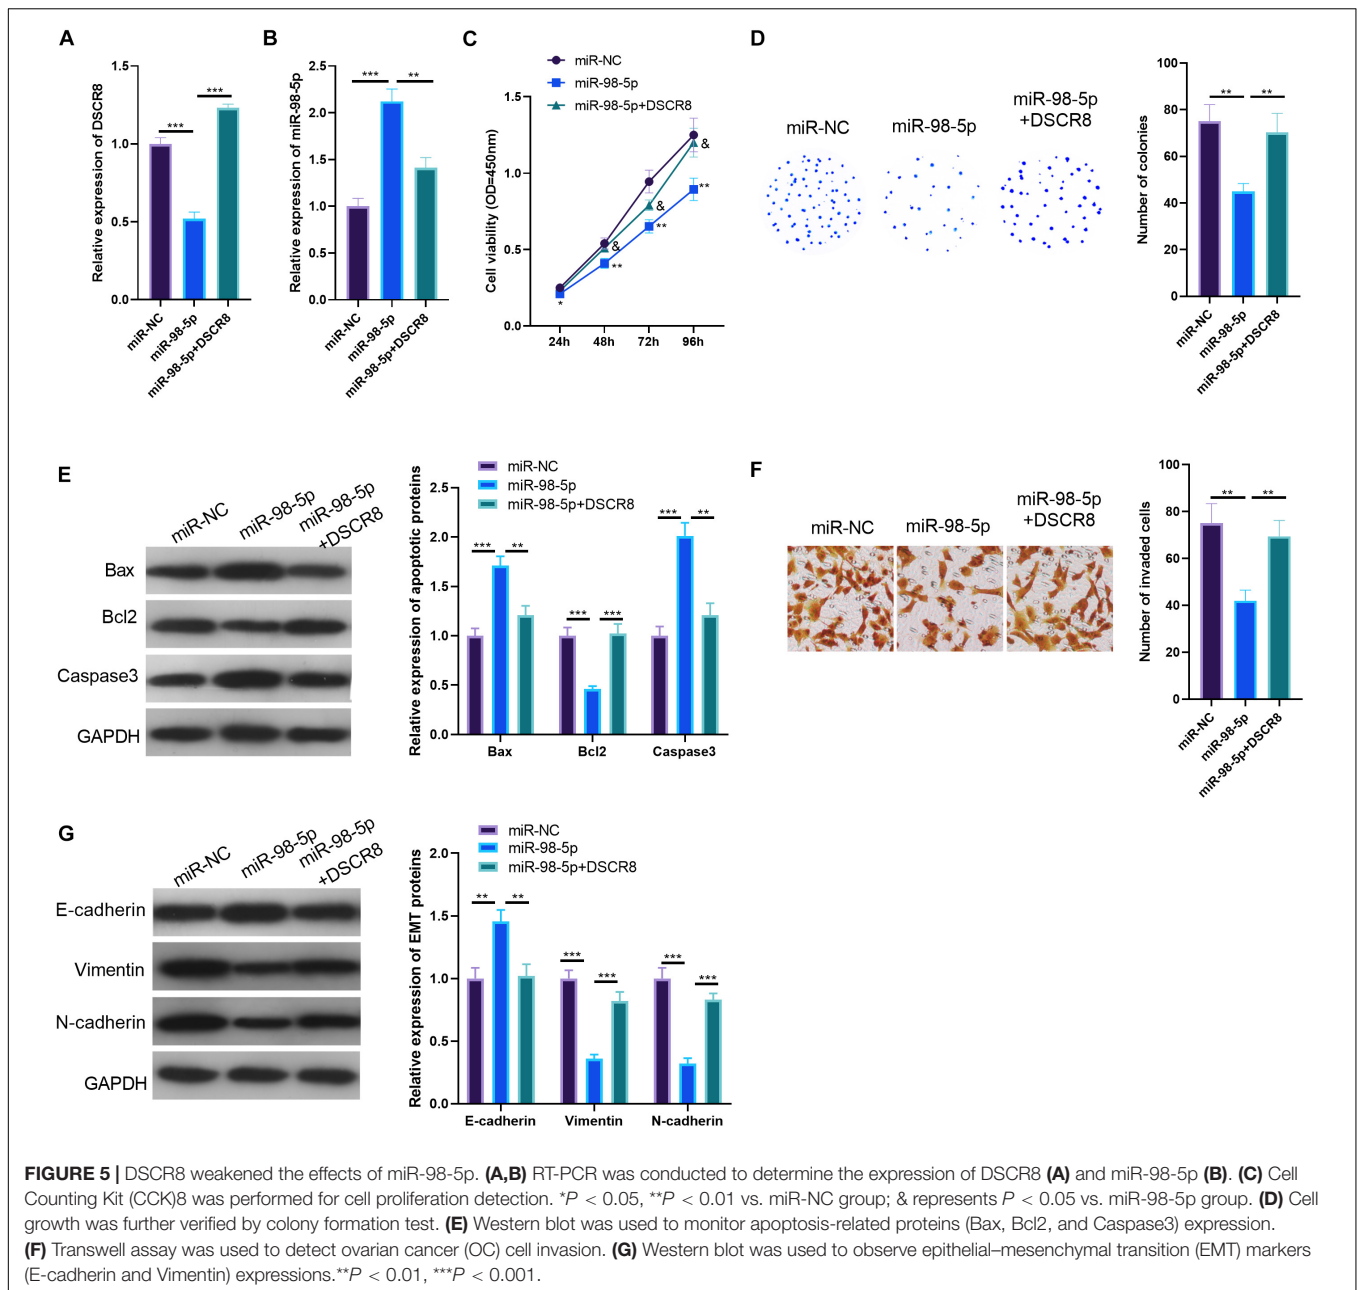 A
Relative expression of DSCR8
1.5
1.0
0.5
0.0
***
***
miR-NC
miR-98-5p
miR-98-5p+DSCR8
B
Relative expression of miR-98-5p
2.5
2.0
1.5
1.0
0.5
0.0
***
**
miR-NC
miR-98-5p
miR-98-5p+DSCR8
C
miR-NC
miR-98-5p
miR-98-5p+DSCR8
Cell viability (OD=450nm)
1.5
1.0
0.5
0.0
*
&
**
&
**
&
**
24h
48h
72h
96h
D
miR-NC
miR-98-5p
miR-98-5p
+DSCR8
Number of colonies
100
80
60
40
20
0
**
**
miR-NC
miR-98-5p
miR-98-5p+DSCR8
E
miR-NC
miR-98-5p
miR-98-5p
+DSCR8
Bax
Bcl2
Caspase3
GAPDH
miR-NC
miR-98-5p
miR-98-5p+DSCR8
Relative expression of apoptotic proteins
2.5
2.0
1.5
1.0
0.5
0.0
***
**
***
***
***
**
Bax
Bcl2
Caspase3
F
miR-NC
miR-98-5p
miR-98-5p
+DSCR8
Number of invaded cells
100
80
60
40
20
0
**
**
miR-NC
miR-98-5p
miR-98-5p+DSCR8
G
miR-NC
miR-98-5p
miR-98-5p
+DSCR8
E-cadherin
Vimentin
N-cadherin
GAPDH
miR-NC
miR-98-5p
miR-98-5p+DSCR8
Relative expression of EMT proteins
2.0
1.5
1.0
0.5
0.0
**
**
***
***
***
***
E-cadherin
Vimentin
N-cadherin
FIGURE 5 | DSCR8 weakened the effects of miR-98-5p. (A,B) RT-PCR was conducted to determine the expression of DSCR8 (A) and miR-98-5p (B). (C) Cell
Counting Kit (CCK)8 was performed for cell proliferation detection. *P < 0.05, **P < 0.01 vs. miR-NC group; & represents P < 0.05 vs. miR-98-5p group. (D) Cell
growth was further verified by colony formation test. (E) Western blot was used to monitor apoptosis-related proteins (Bax, Bcl2, and Caspase3) expression.
(F) Transwell assay was used to detect ovarian cancer (OC) cell invasion. (G) Western blot was used to observe epithelial–mesenchymal transition (EMT) markers
(E-cadherin and Vimentin) expressions.**P < 0.01, ***P < 0.001.